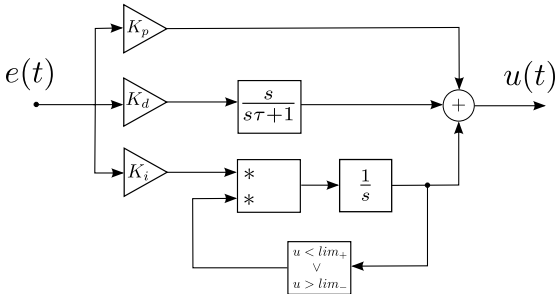 K_p
e(t)
u(t)
K_d
s
sτ+1
+
K_i
*
*
1
s
u < lim_+
∨
u > lim_-